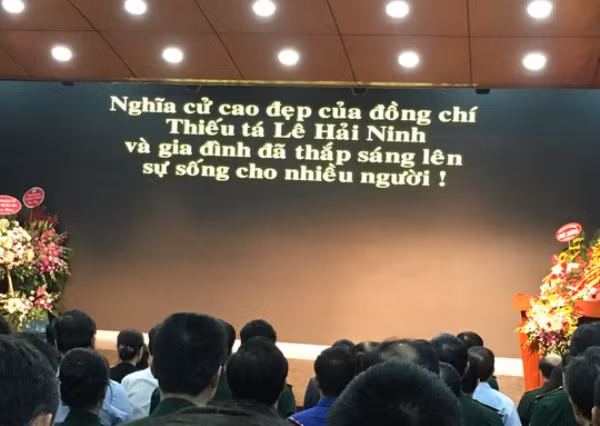 Nghĩa cử cao đẹp của đồng chí
Thiếu tá Lê Hải Ninh
và gia đình đã thắp sáng lên
sự sống cho nhiều người !